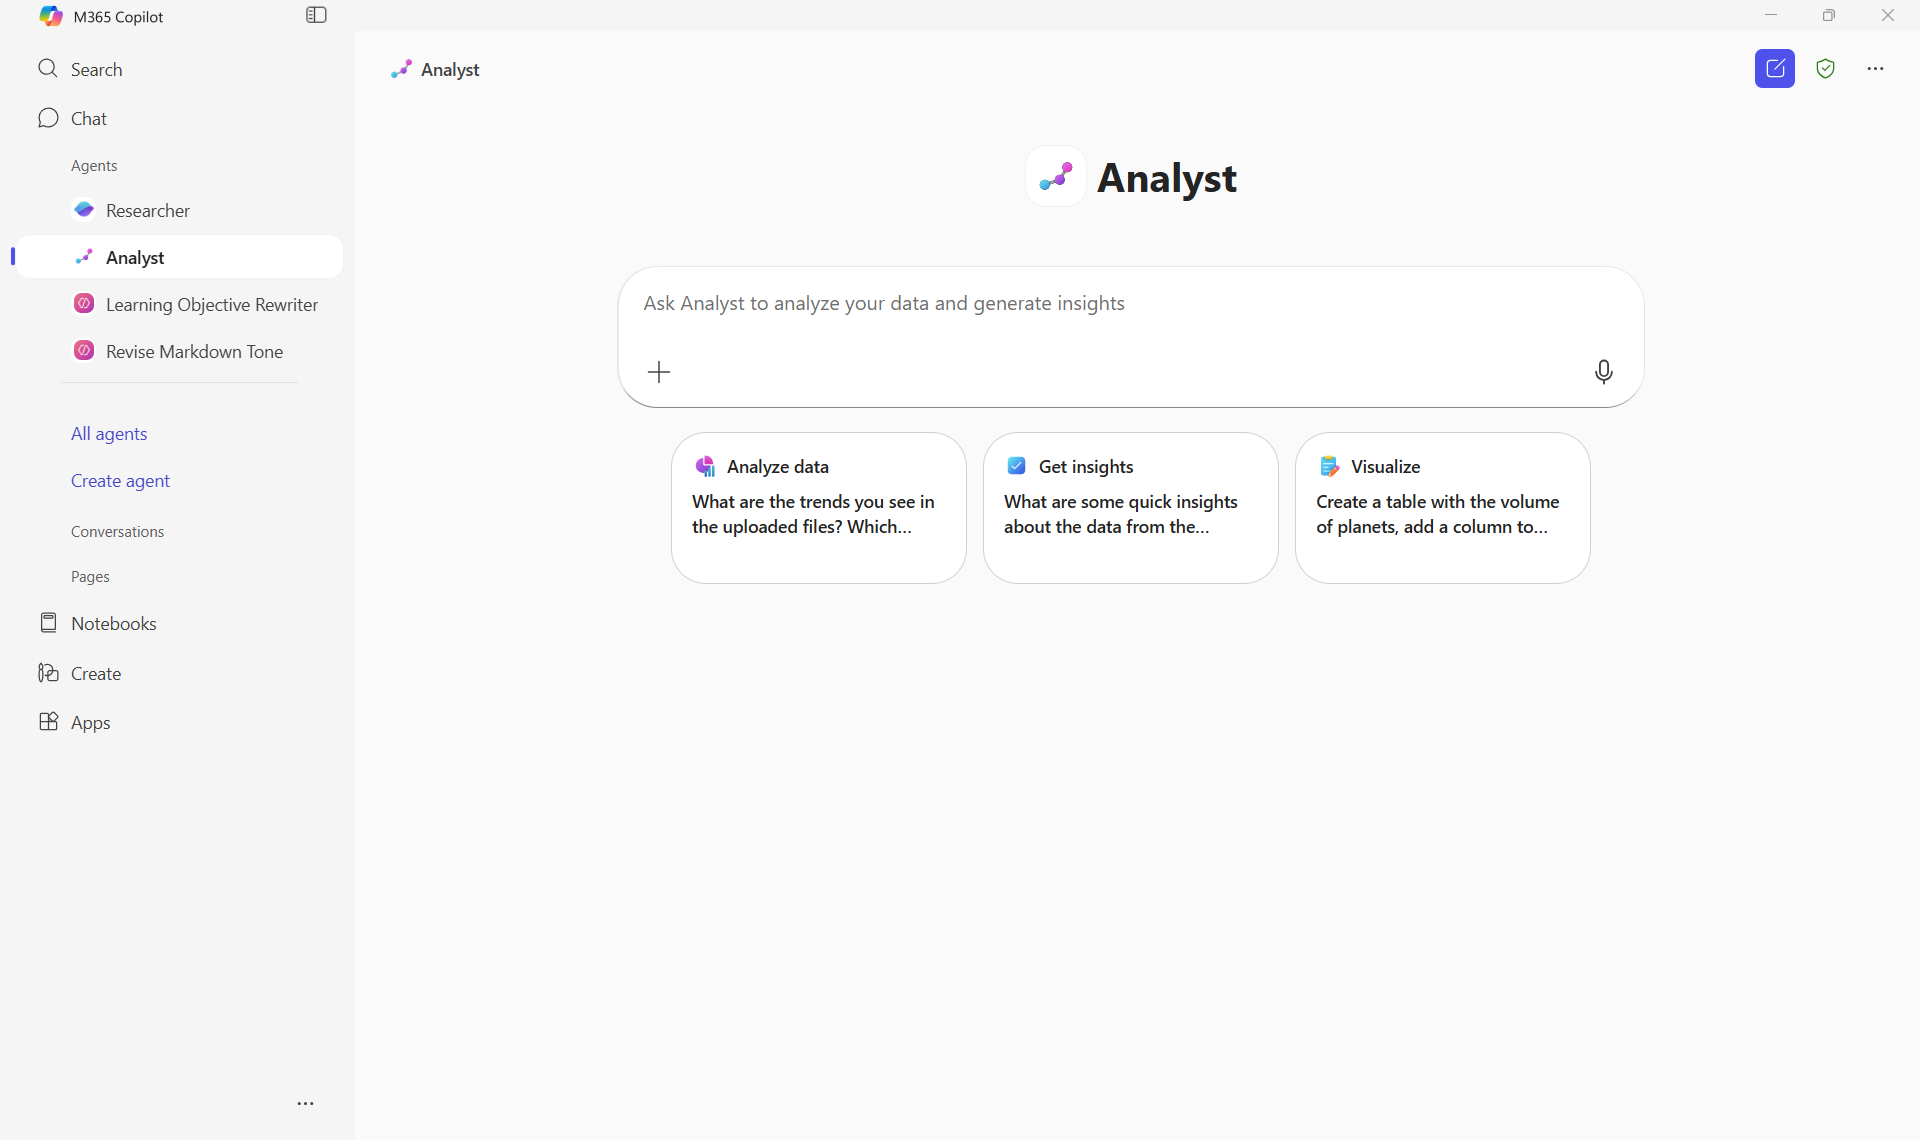 M365 Copilot
Search
Chat
Agents
Researcher
Analyst
Learning Objective Rewriter
Revise Markdown Tone
All agents
Create agent
Conversations
Pages
Notebooks
Create
Apps
Analyst
Analyst
Ask Analyst to analyze your data and generate insights
Analyze data
What are the trends you see in
the uploaded files? Which...
Get insights
What are some quick insights
about the data from the...
Visualize
Create a table with the volume
of planets, add a column to...